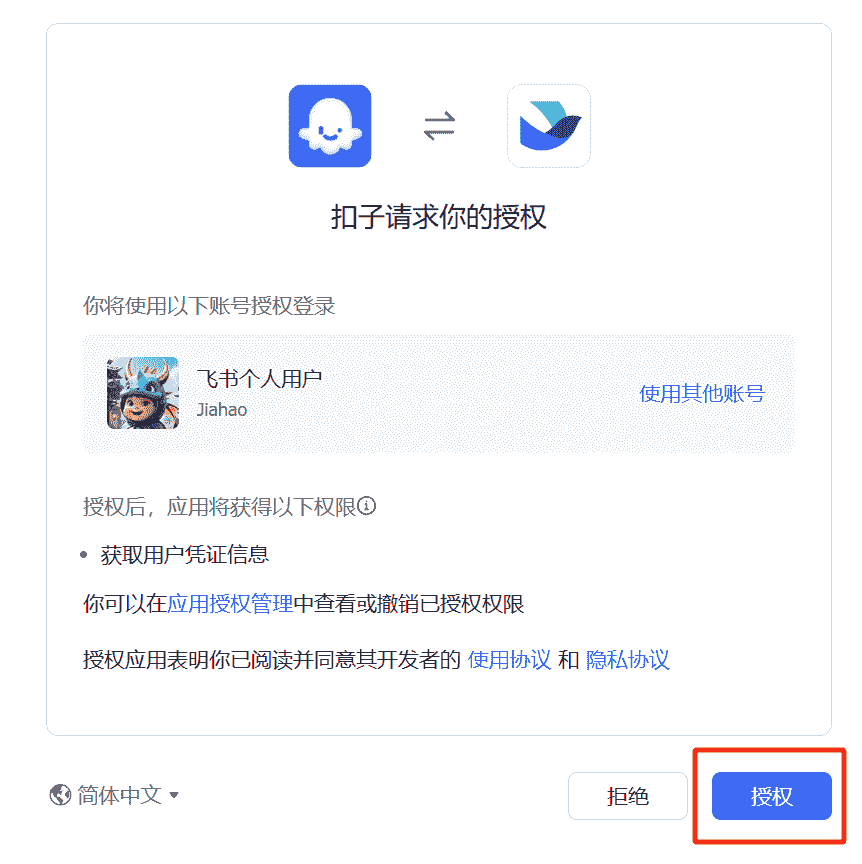 扣子请求你的授权
你将使用以下账号授权登录
飞书个人用户
Jiahao
使用其他账号
授权后，应用将获得以下权限
• 获取用户凭证信息
你可以在应用授权管理中查看或撤销已授权权限
授权应用表明你已阅读并同意其开发者的 使用协议 和 隐私协议
简体中文
拒绝
授权